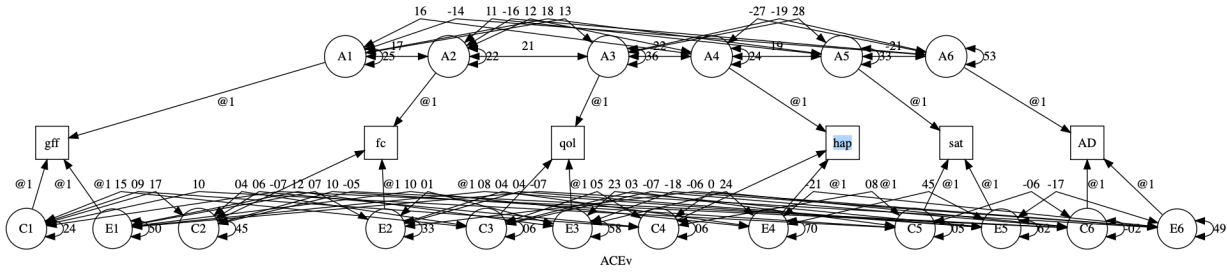 16 -14 11 -16 12 18 13 -27 -19 28
A1 17 25 A2 22 21 A3 36 22 A4 24 19 A5 33 -21 A6 53
@1 @1 @1 @1 @1 @1
gff fc qol hap sat AD
@1 @1 @1 15 09 17 10 04 06 -07 12 07 10 -05 @1 10 01 @1 08 04 04 -07 @1 05 23 03 -07 -18 -06 0 24 -21 @1 08 @1 45 @1 @1 -06 -17 @1 @1
C1 24 E1 50 C2 45 E2 33 C3 06 E3 58 C4 06 E4 70 C5 05 E5 62 C6 -02 E6 49
ACEv